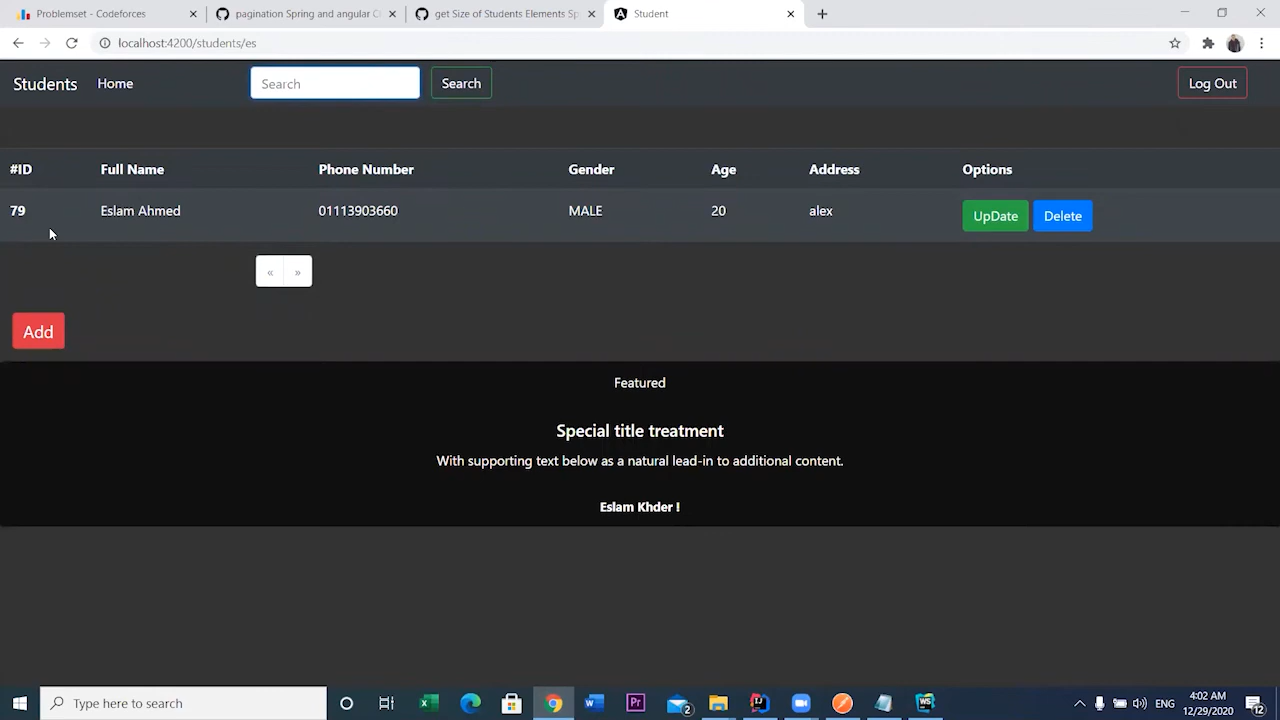 Problemset - Codeforces
pagination Spring and angular
get Size of Students Elements Sp
Student
localhost:4200/students/es
Students Home Search Search Log Out
#ID Full Name Phone Number Gender Age Address Options
79 Eslam Ahmed 01113903660 MALE 20 alex UpDate Delete
« »
Add
Featured
Special title treatment
With supporting text below as a natural lead-in to additional content.
Eslam Khder !
Type here to search
2
ENG
4:02 AM
12/29/2020
12